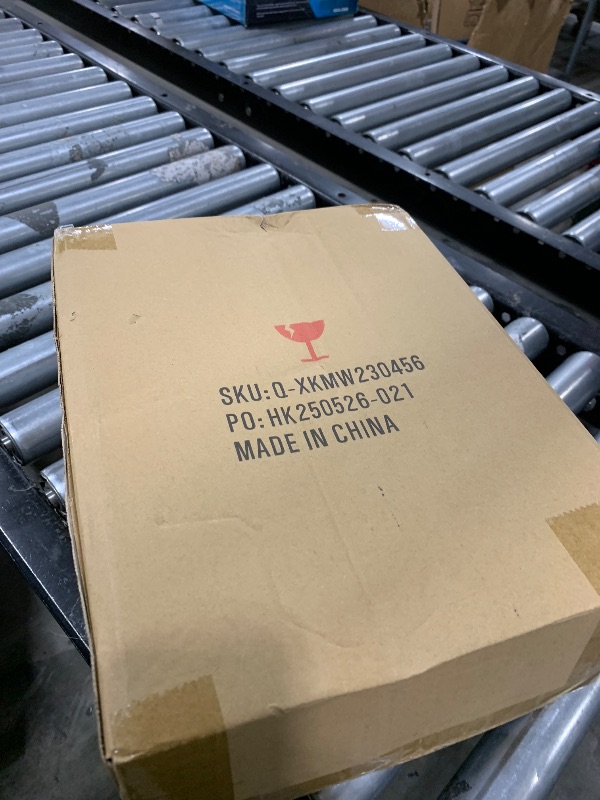 SKU: Q-XKMW230456
PO: HK250526-021
MADE IN CHINA